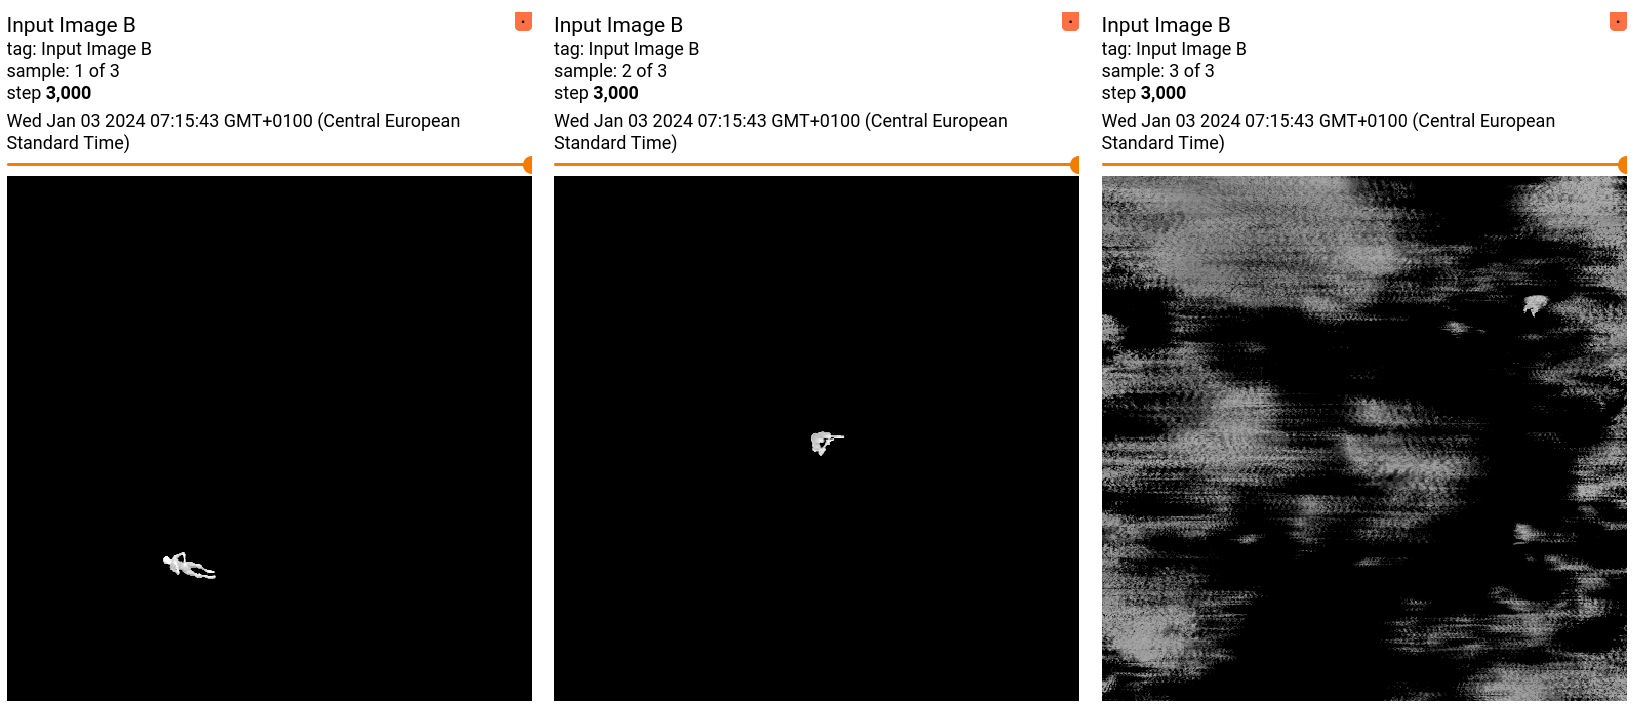 Input Image B
tag: Input Image B
sample: 1 of 3
step 3,000
Wed Jan 03 2024 07:15:43 GMT+0100 (Central European
Standard Time)
Input Image B
tag: Input Image B
sample: 2 of 3
step 3,000
Wed Jan 03 2024 07:15:43 GMT+0100 (Central European
Standard Time)
Input Image B
tag: Input Image B
sample: 3 of 3
step 3,000
Wed Jan 03 2024 07:15:43 GMT+0100 (Central European
Standard Time)